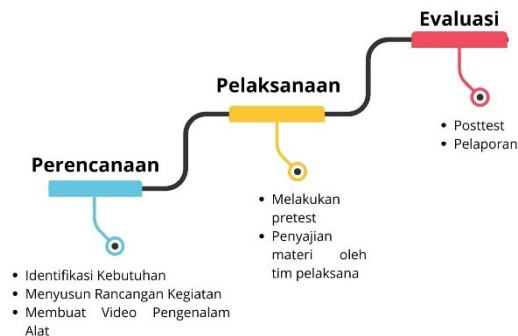 Perencanaan
• Identifikasi Kebutuhan
• Menyusun Rancangan Kegiatan
• Membuat Video Pengenalam
Alat
Pelaksanaan
• Melakukan
pretest
• Penyajian
materi oleh
tim pelaksana
Evaluasi
• Posttest
• Pelaporan